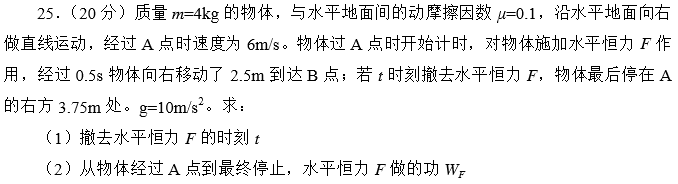 25．（20 分）质量 m=4kg 的物体，与水平地面间的动摩擦因数 μ=0.1，沿水平地面向右
做直线运动，经过 A 点时速度为 6m/s。物体过 A 点时开始计时，对物体施加水平恒力 F 作
用，经过 0.5s 物体向右移动了 2.5m 到达 B 点；若 t 时刻撤去水平恒力 F，物体最后停在 A
的右方 3.75m 处。g=10m/s²。求：
（1）撤去水平恒力 F 的时刻 t
（2）从物体经过 A 点到最终停止，水平恒力 F 做的功 W_F